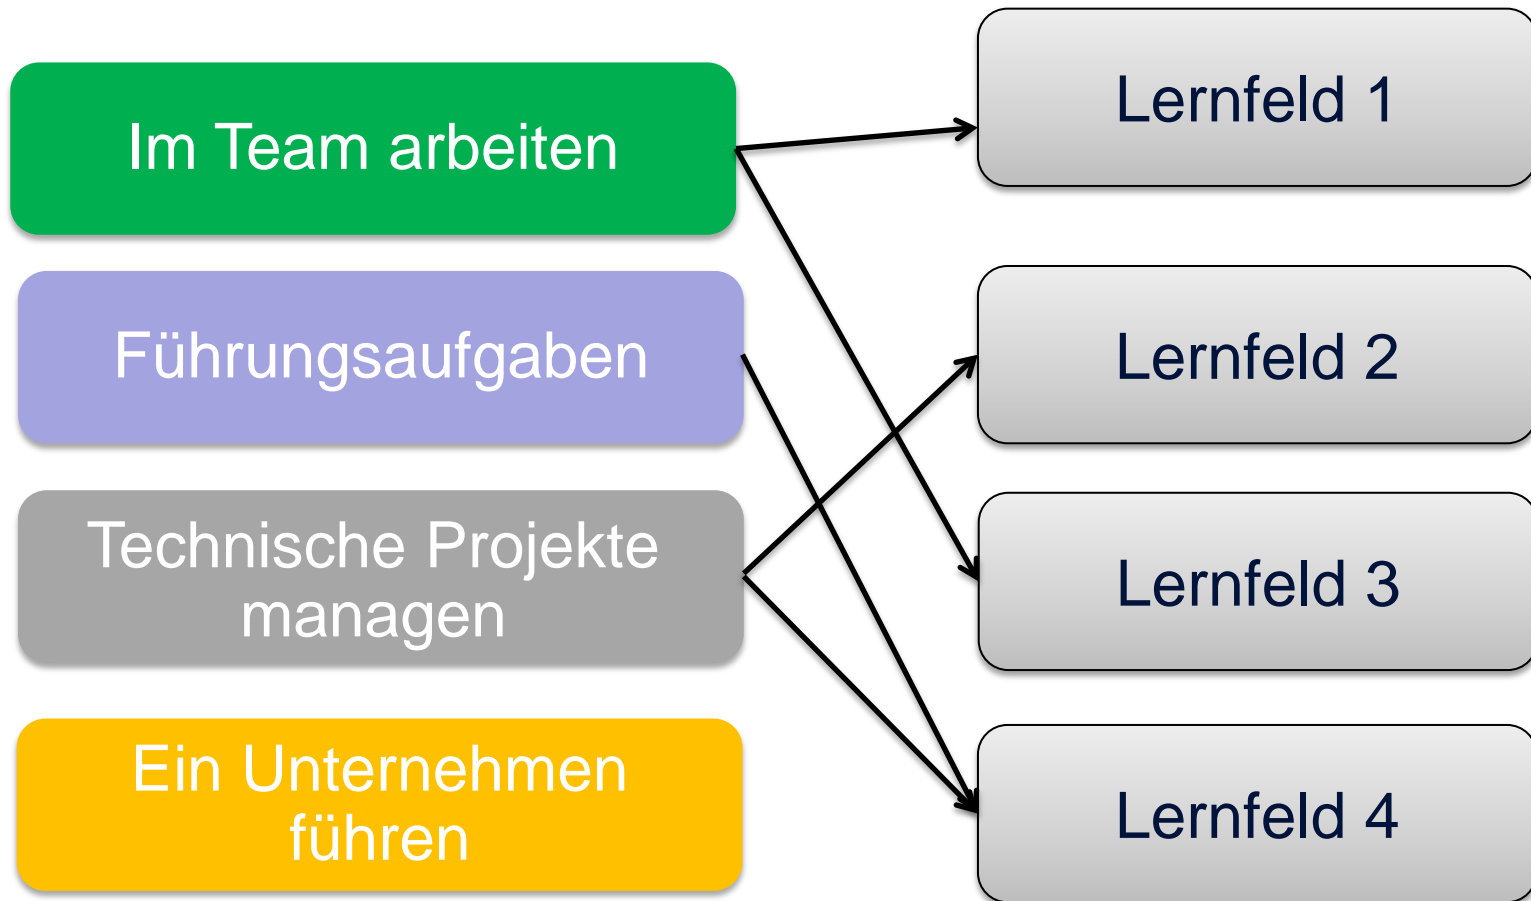 Im Team arbeiten
Führungsaufgaben
Technische Projekte
managen
Ein Unternehmen
führen
Lernfeld 1
Lernfeld 2
Lernfeld 3
Lernfeld 4